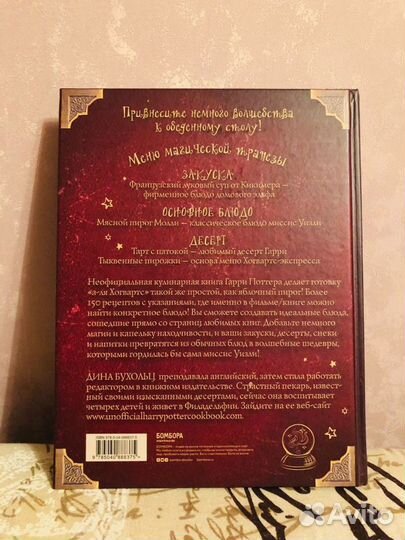 Привнесите немного волшебства
к обеденному столу!
Меню магической трапезы
ЗАКУСКА
Французский луковый суп от Кикимера –
фирменное блюдо домового эльфа
ОСНОВНОЕ БЛЮДО
Мясной пирог Молли – классическое блюдо миссис Уизли
ДЕСЕРТ
Тарт с патокой – любимый десерт Гарри
Тыквенные пирожки – основа меню Хогвартс-экспресса
Неофициальная кулинарная книга Гарри Поттера делает готовку
«а-ля Хогвартс» такой же простой, как яблочный пирог! Более
150 рецептов с указаниями, где именно в фильме/книге можно
найти конкретное блюдо! Вы сможете создавать идеальные блюда,
сошедшие прямо со страниц любимых книг. Добавьте немного
магии и капельку находчивости, и ваши закуски, обеды, снеки
и напитки превратятся из обычных блюд в волшебные шедевры,
которыми гордилась бы сама миссис Уизли!
ДИНА БУХОЛЬЦ преподавала английский, затем стала работать
редактором в книжном издательстве. Страстный пекарь, извест-
ный своими изысканными десертами, сейчас она воспитывает
четырех детей и живет в Филадельфии. Зайдите на ее веб-сайт
www.unofficialharrypottercookbook.com!
БОМБОРА
9 785040 888375 >
Avito